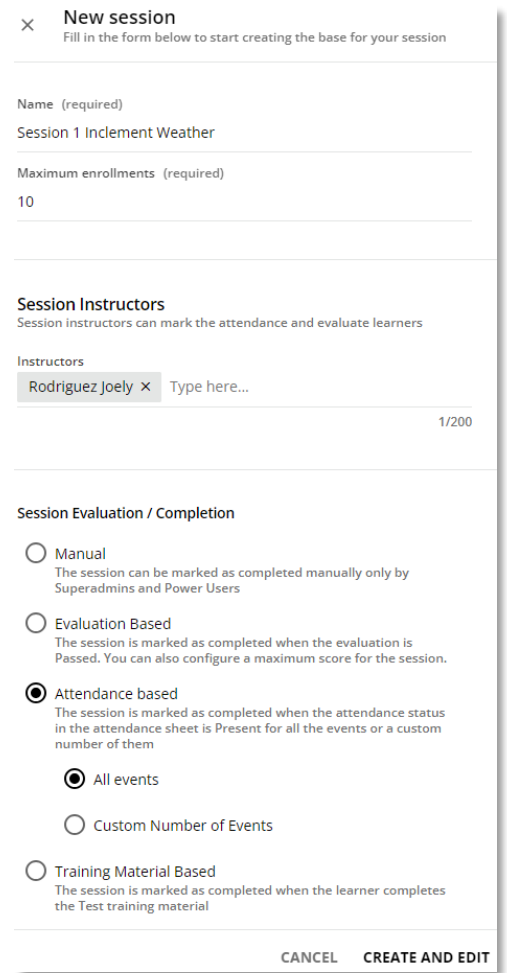 New session
Fill in the form below to start creating the base for your session
Name (required)
Session 1 Inclement Weather
Maximum enrollments (required)
10
Session Instructors
Session instructors can mark the attendance and evaluate learners
Instructors
Rodriguez Joely × Type here...
1/200
Session Evaluation / Completion
Manual
The session can be marked as completed manually only by
Superadmins and Power Users
Evaluation Based
The session is marked as completed when the evaluation is
Passed. You can also configure a maximum score for the session.
Attendance based
The session is marked as completed when the attendance status
in the attendance sheet is Present for all the events or a custom
number of them
All events
Custom Number of Events
Training Material Based
The session is marked as completed when the learner completes
the Test training material
CANCEL CREATE AND EDIT